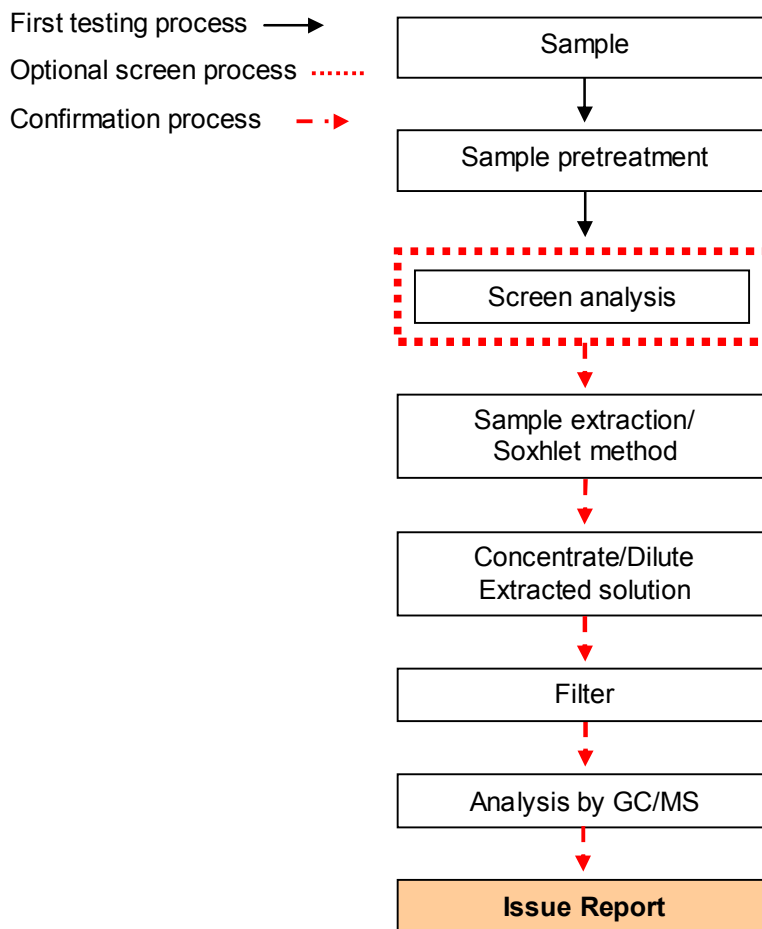 First testing process
Optional screen process
Confirmation process
Sample
Sample pretreatment
Screen analysis
Sample extraction/
Soxhlet method
Concentrate/Dilute
Extracted solution
Filter
Analysis by GC/MS
Issue Report